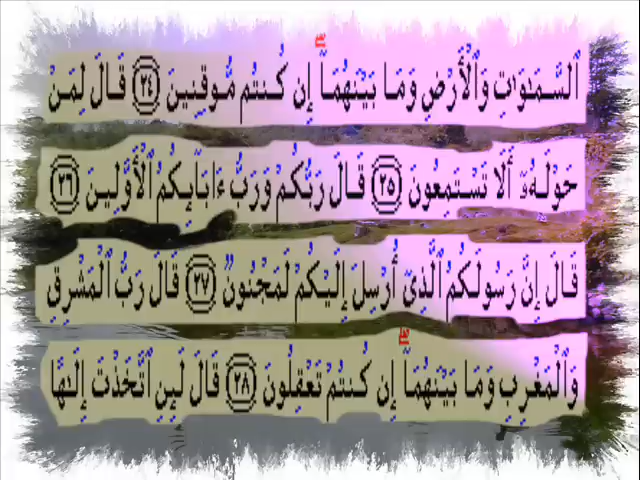 ٱلسَّمَٰوَٰتِ وَٱلْأَرْضِ وَمَا بَيْنَهُمَآ ۖ إِن كُنتُم مُّوقِنِينَ ٢٤ قَالَ لِمَنْ
حَوْلَهُۥٓ أَلَا تَسْتَمِعُونَ ٢٥ قَالَ رَبُّكُمْ وَرَبُّ ءَابَآئِكُمُ ٱلْأَوَّلِينَ ٢٦
قَالَ إِنَّ رَسُولَكُمُ ٱلَّذِىٓ أُرْسِلَ إِلَيْكُمْ لَمَجْنُونٌ ٢٧ قَالَ رَبُّ ٱلْمَشْرِقِ
وَٱلْمَغْرِبِ وَمَا بَيْنَهُمَآ ۖ إِن كُنتُمْ تَعْقِلُونَ ٢٨ قَالَ لَئِنِ ٱتَّخَذْتَ إِلَٰهًا